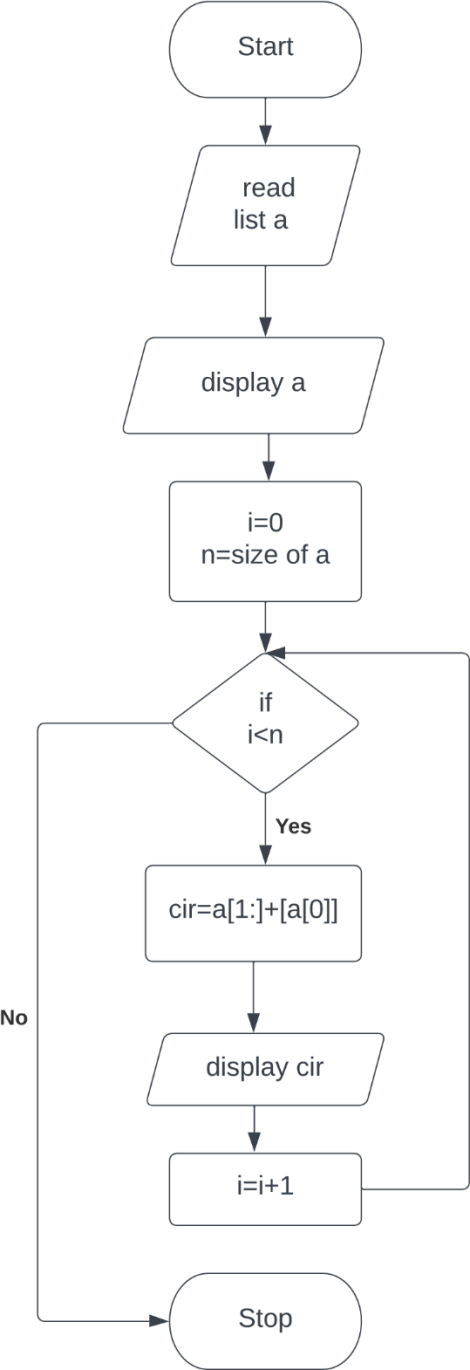 Start
read
list a
display a
i=0
n=size of a
if
i<n
Yes
cir=a[1:]+[a[0]]
No
display cir
i=i+1
Stop